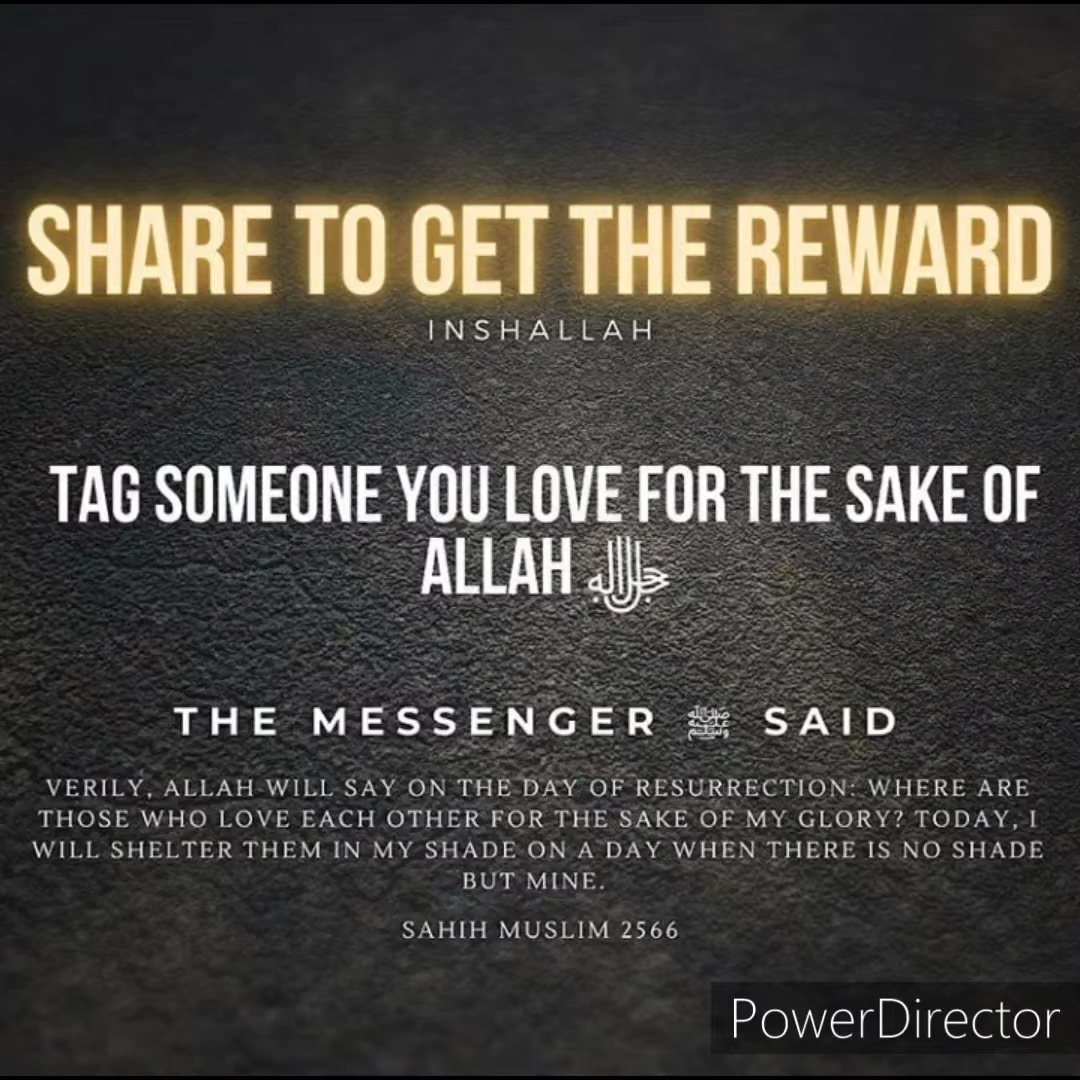 SHARE TO GET THE REWARD
INSHALLAH
TAG SOMEONE YOU LOVE FOR THE SAKE OF
ALLAH جل جلاله
THE MESSENGER ﷺ SAID
VERILY, ALLAH WILL SAY ON THE DAY OF RESURRECTION: WHERE ARE
THOSE WHO LOVE EACH OTHER FOR THE SAKE OF MY GLORY? TODAY, I
WILL SHELTER THEM IN MY SHADE ON A DAY WHEN THERE IS NO SHADE
BUT MINE.
SAHIH MUSLIM 2566
PowerDirector